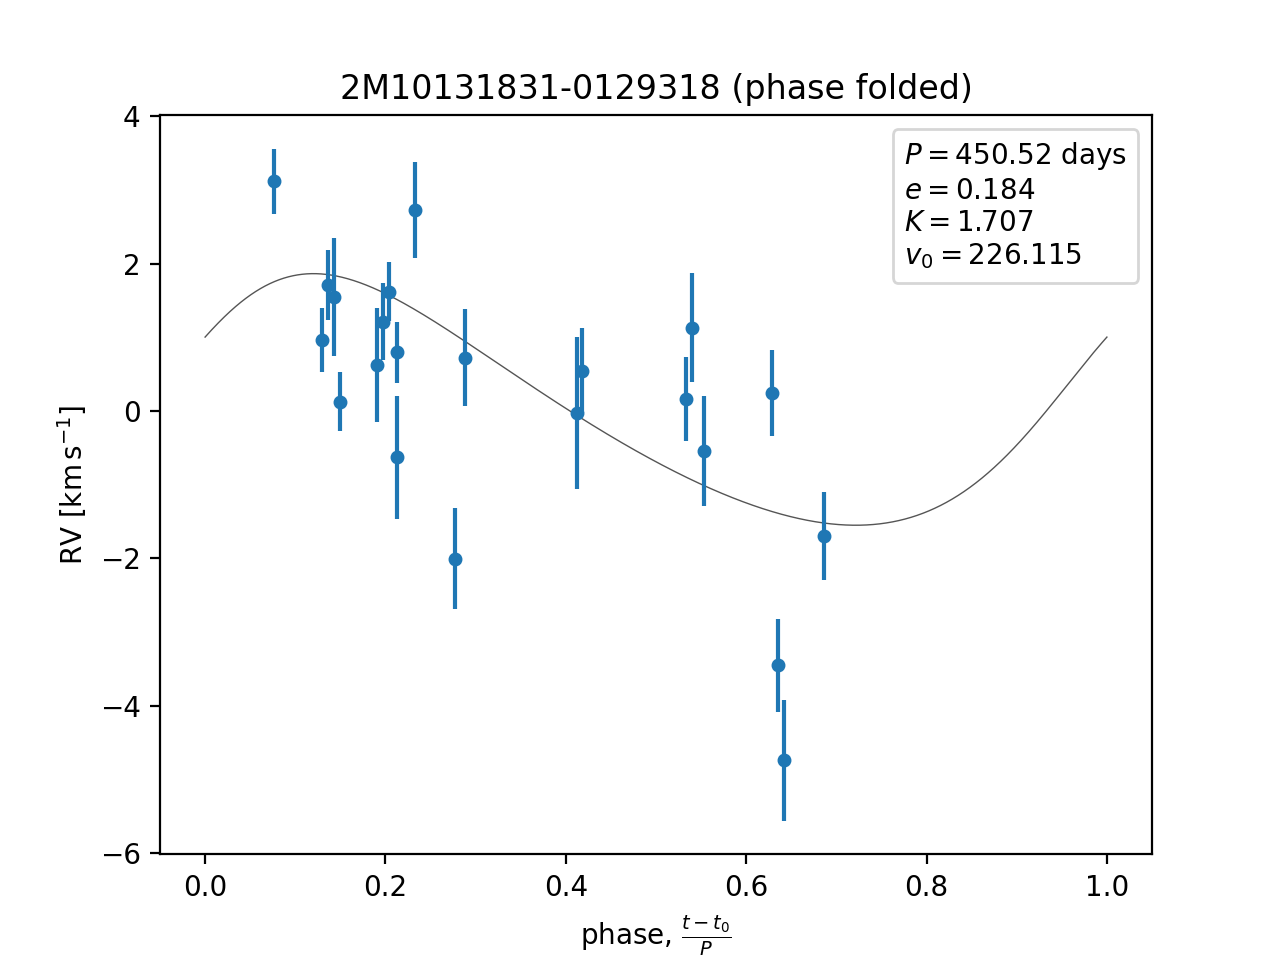 2M10131831-0129318 (phase folded)
P = 450.52 days
e = 0.184
K = 1.707
v₀ = 226.115
4
2
0
−2
−4
−6
RV [km s⁻¹]
0.0 0.2 0.4 0.6 0.8 1.0
phase, (t − t₀)/P